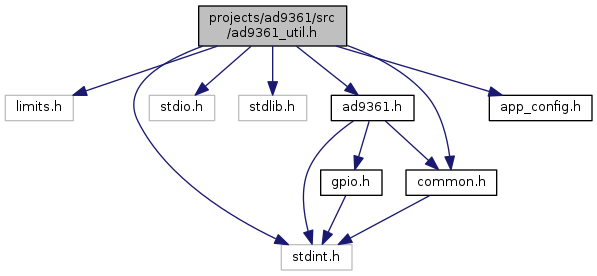 projects/ad9361/src
/ad9361_util.h
limits.h
stdio.h
stdlib.h
ad9361.h
app_config.h
gpio.h
common.h
stdint.h